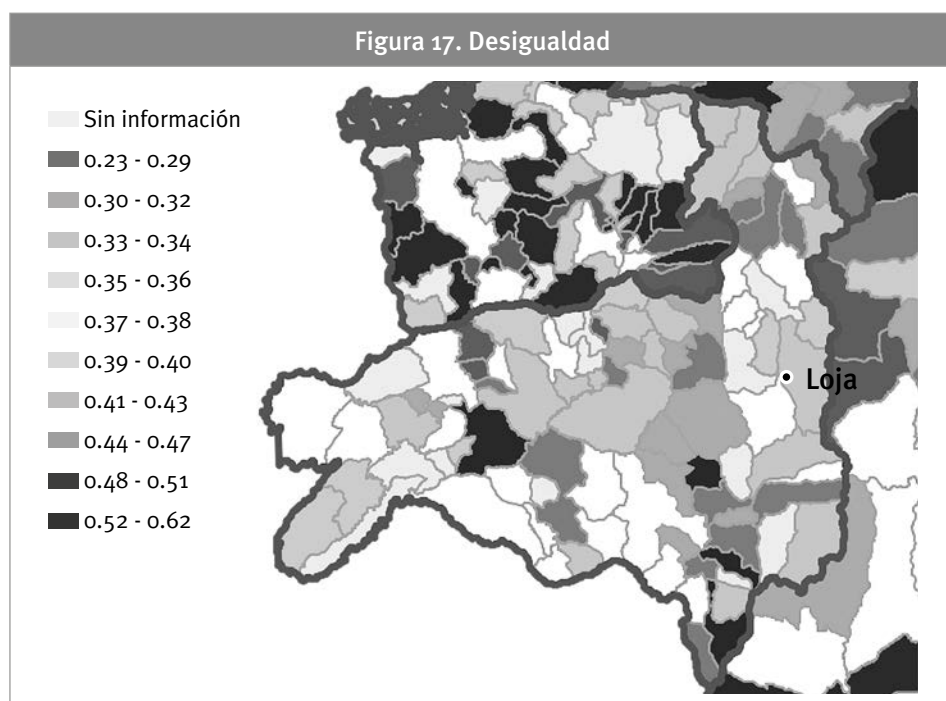 Figura 17. Desigualdad
Sin información
0.23 - 0.29
0.30 - 0.32
0.33 - 0.34
0.35 - 0.36
0.37 - 0.38
0.39 - 0.40
0.41 - 0.43
0.44 - 0.47
0.48 - 0.51
0.52 - 0.62
Loja